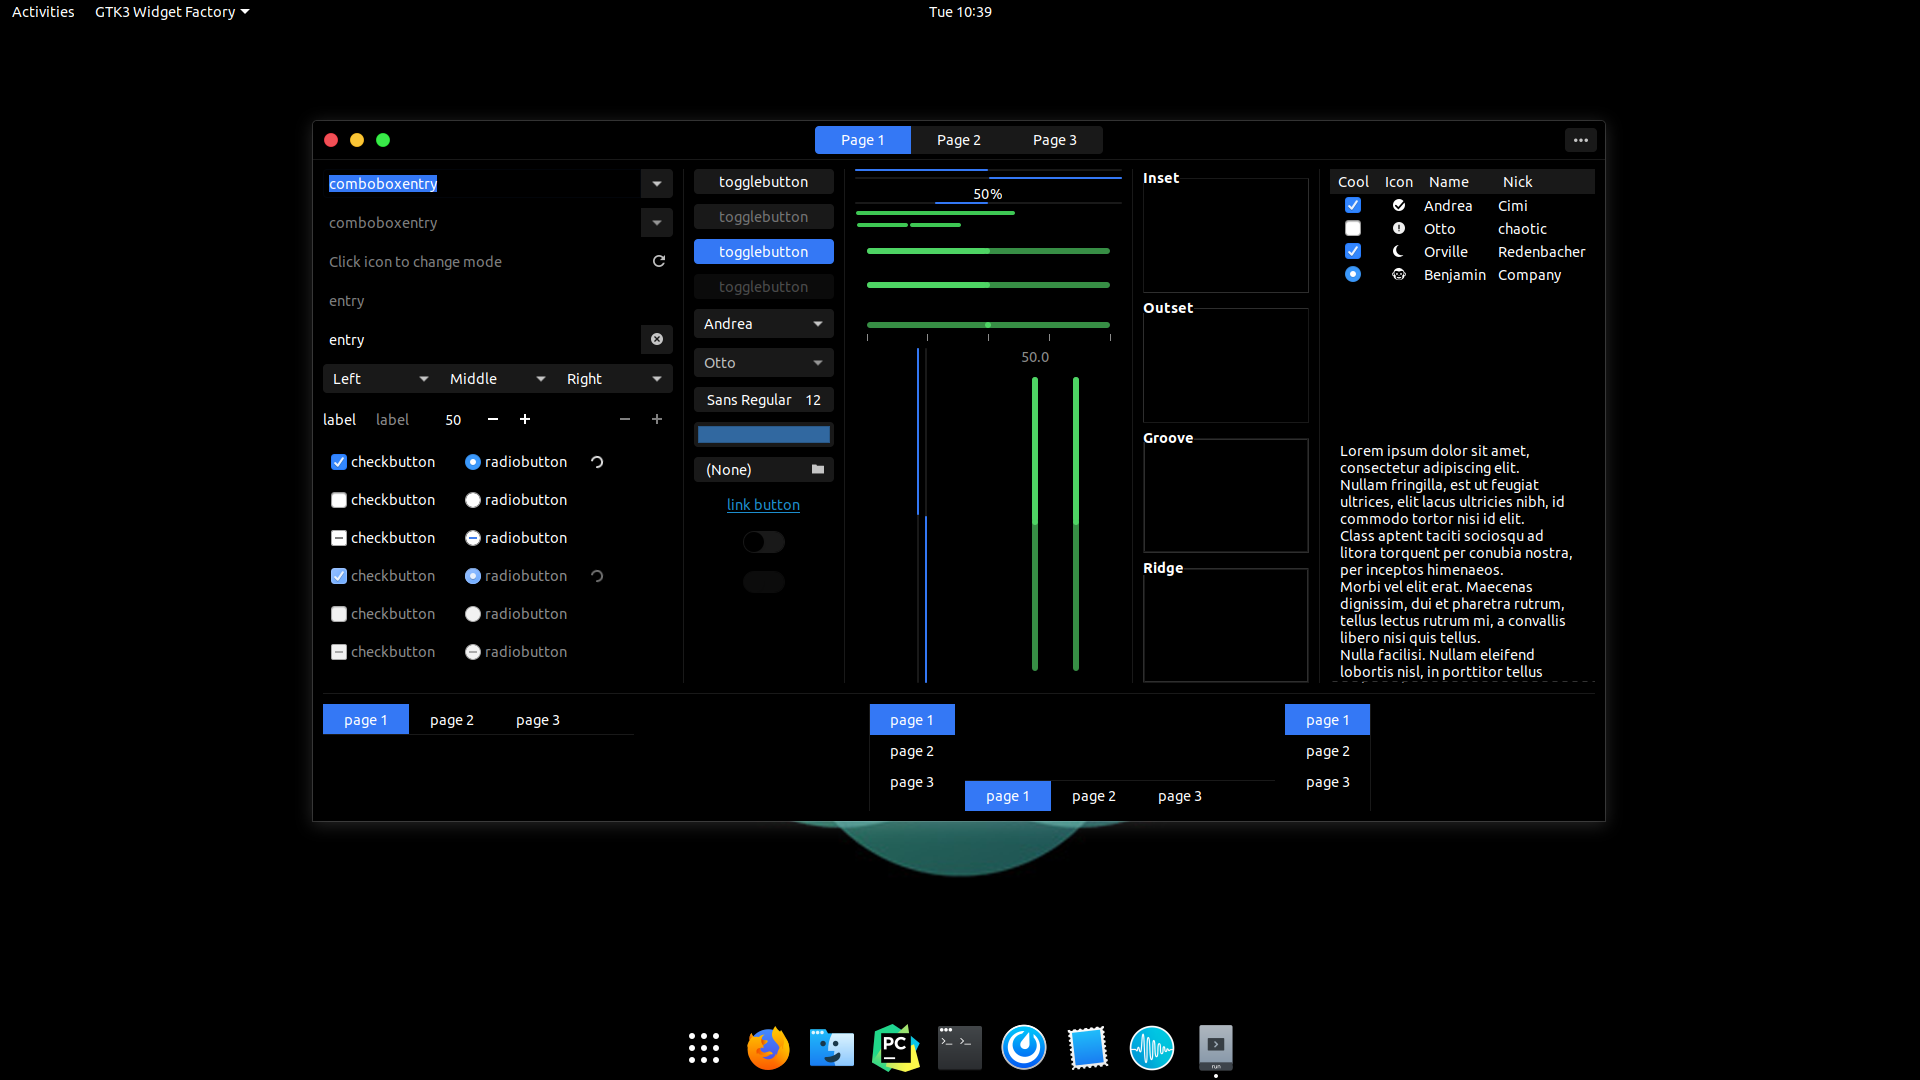 Activities GTK3 Widget Factory Tue 10:39
Page 1 Page 2 Page 3
comboboxentry
comboboxentry
Click icon to change mode
entry
entry
Left Middle Right
label label 50
checkbutton radiobutton
checkbutton radiobutton
checkbutton radiobutton
checkbutton radiobutton
checkbutton radiobutton
checkbutton radiobutton
togglebutton
togglebutton
togglebutton
togglebutton
Andrea
Otto
Sans Regular 12
(None)
link button
50%
50.0
Inset
Outset
Groove
Ridge
Cool Icon Name Nick
Andrea Cimi
Otto chaotic
Orville Redenbacher
Benjamin Company
Lorem ipsum dolor sit amet,
consectetur adipiscing elit.
Nullam fringilla, est ut feugiat
ultrices, elit lacus ultricies nibh, id
commodo tortor nisi id elit.
Class aptent taciti sociosqu ad
litora torquent per conubia nostra,
per inceptos himenaeos.
Morbi vel elit erat. Maecenas
dignissim, dui et pharetra rutrum,
tellus lectus rutrum mi, a convallis
libero nisi quis tellus.
Nulla facilisi. Nullam eleifend
lobortis nisl, in porttitor tellus
page 1 page 2 page 3
page 1
page 2
page 3
page 1 page 2 page 3
page 1
page 2
page 3
PC
>_ >_
run